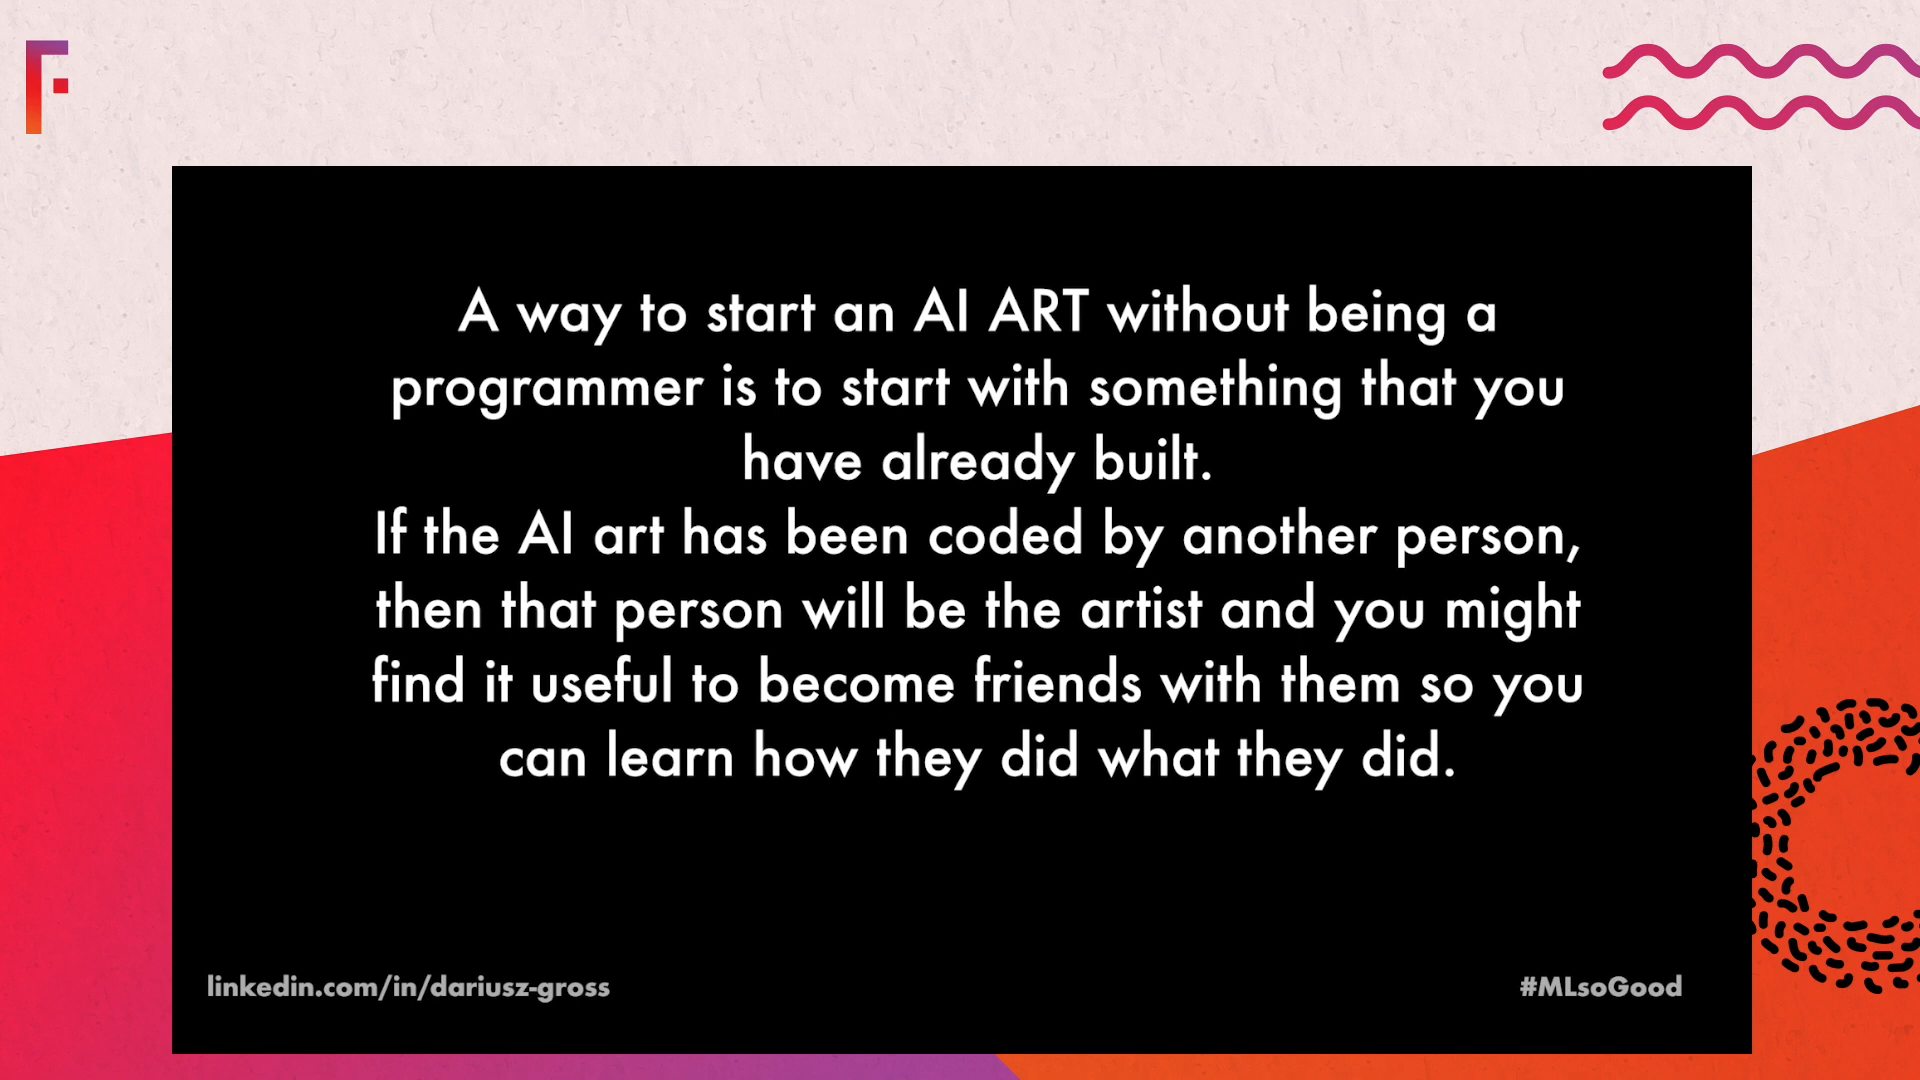 A way to start an AI ART without being a
programmer is to start with something that you
have already built.
If the AI art has been coded by another person,
then that person will be the artist and you might
find it useful to become friends with them so you
can learn how they did what they did.
linkedin.com/in/dariusz-gross
#MLsoGood